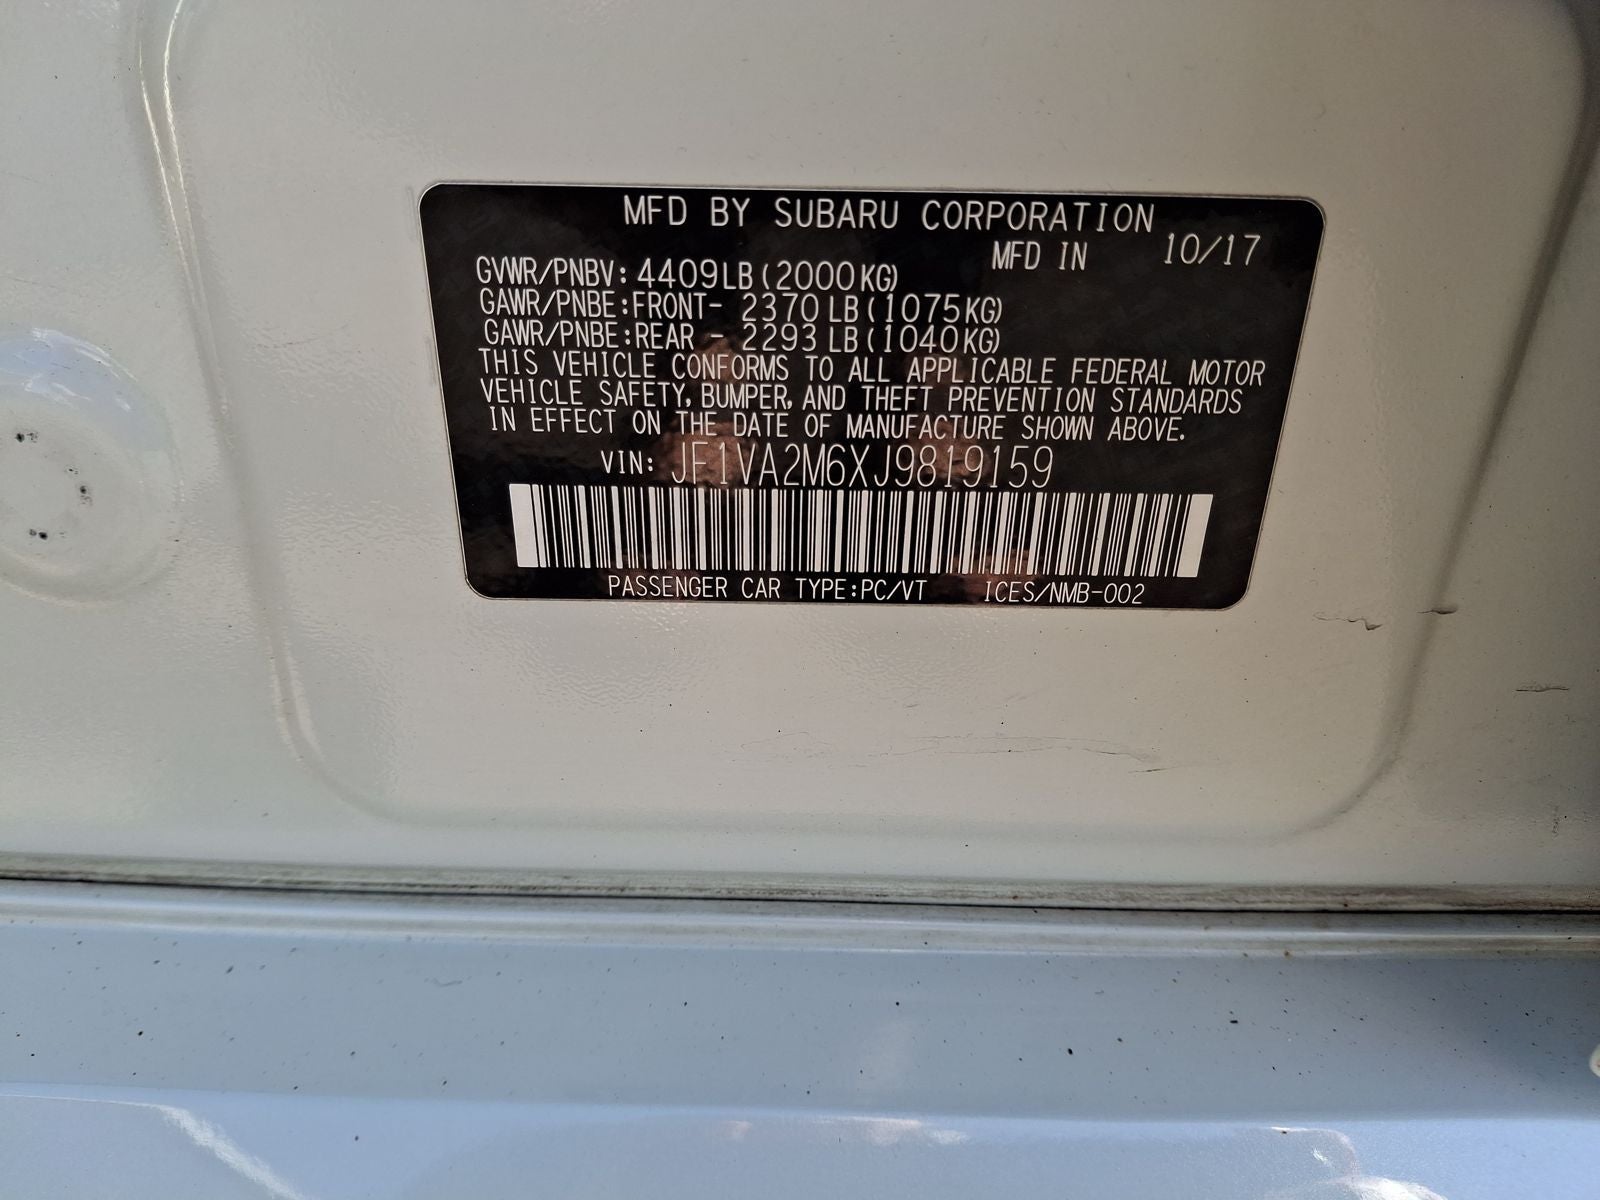 MFD BY SUBARU CORPORATION
MFD IN 10/17
GVWR/PNBV: 4409LB(2000KG)
GAWR/PNBE:FRONT- 2370LB(1075KG)
GAWR/PNBE:REAR - 2293LB(1040KG)
THIS VEHICLE CONFORMS TO ALL APPLICABLE FEDERAL MOTOR
VEHICLE SAFETY, BUMPER, AND THEFT PREVENTION STANDARDS
IN EFFECT ON THE DATE OF MANUFACTURE SHOWN ABOVE.
VIN: JF1VA2M6XJ9819159
PASSENGER CAR TYPE:PC/VT ICES/NMB-002